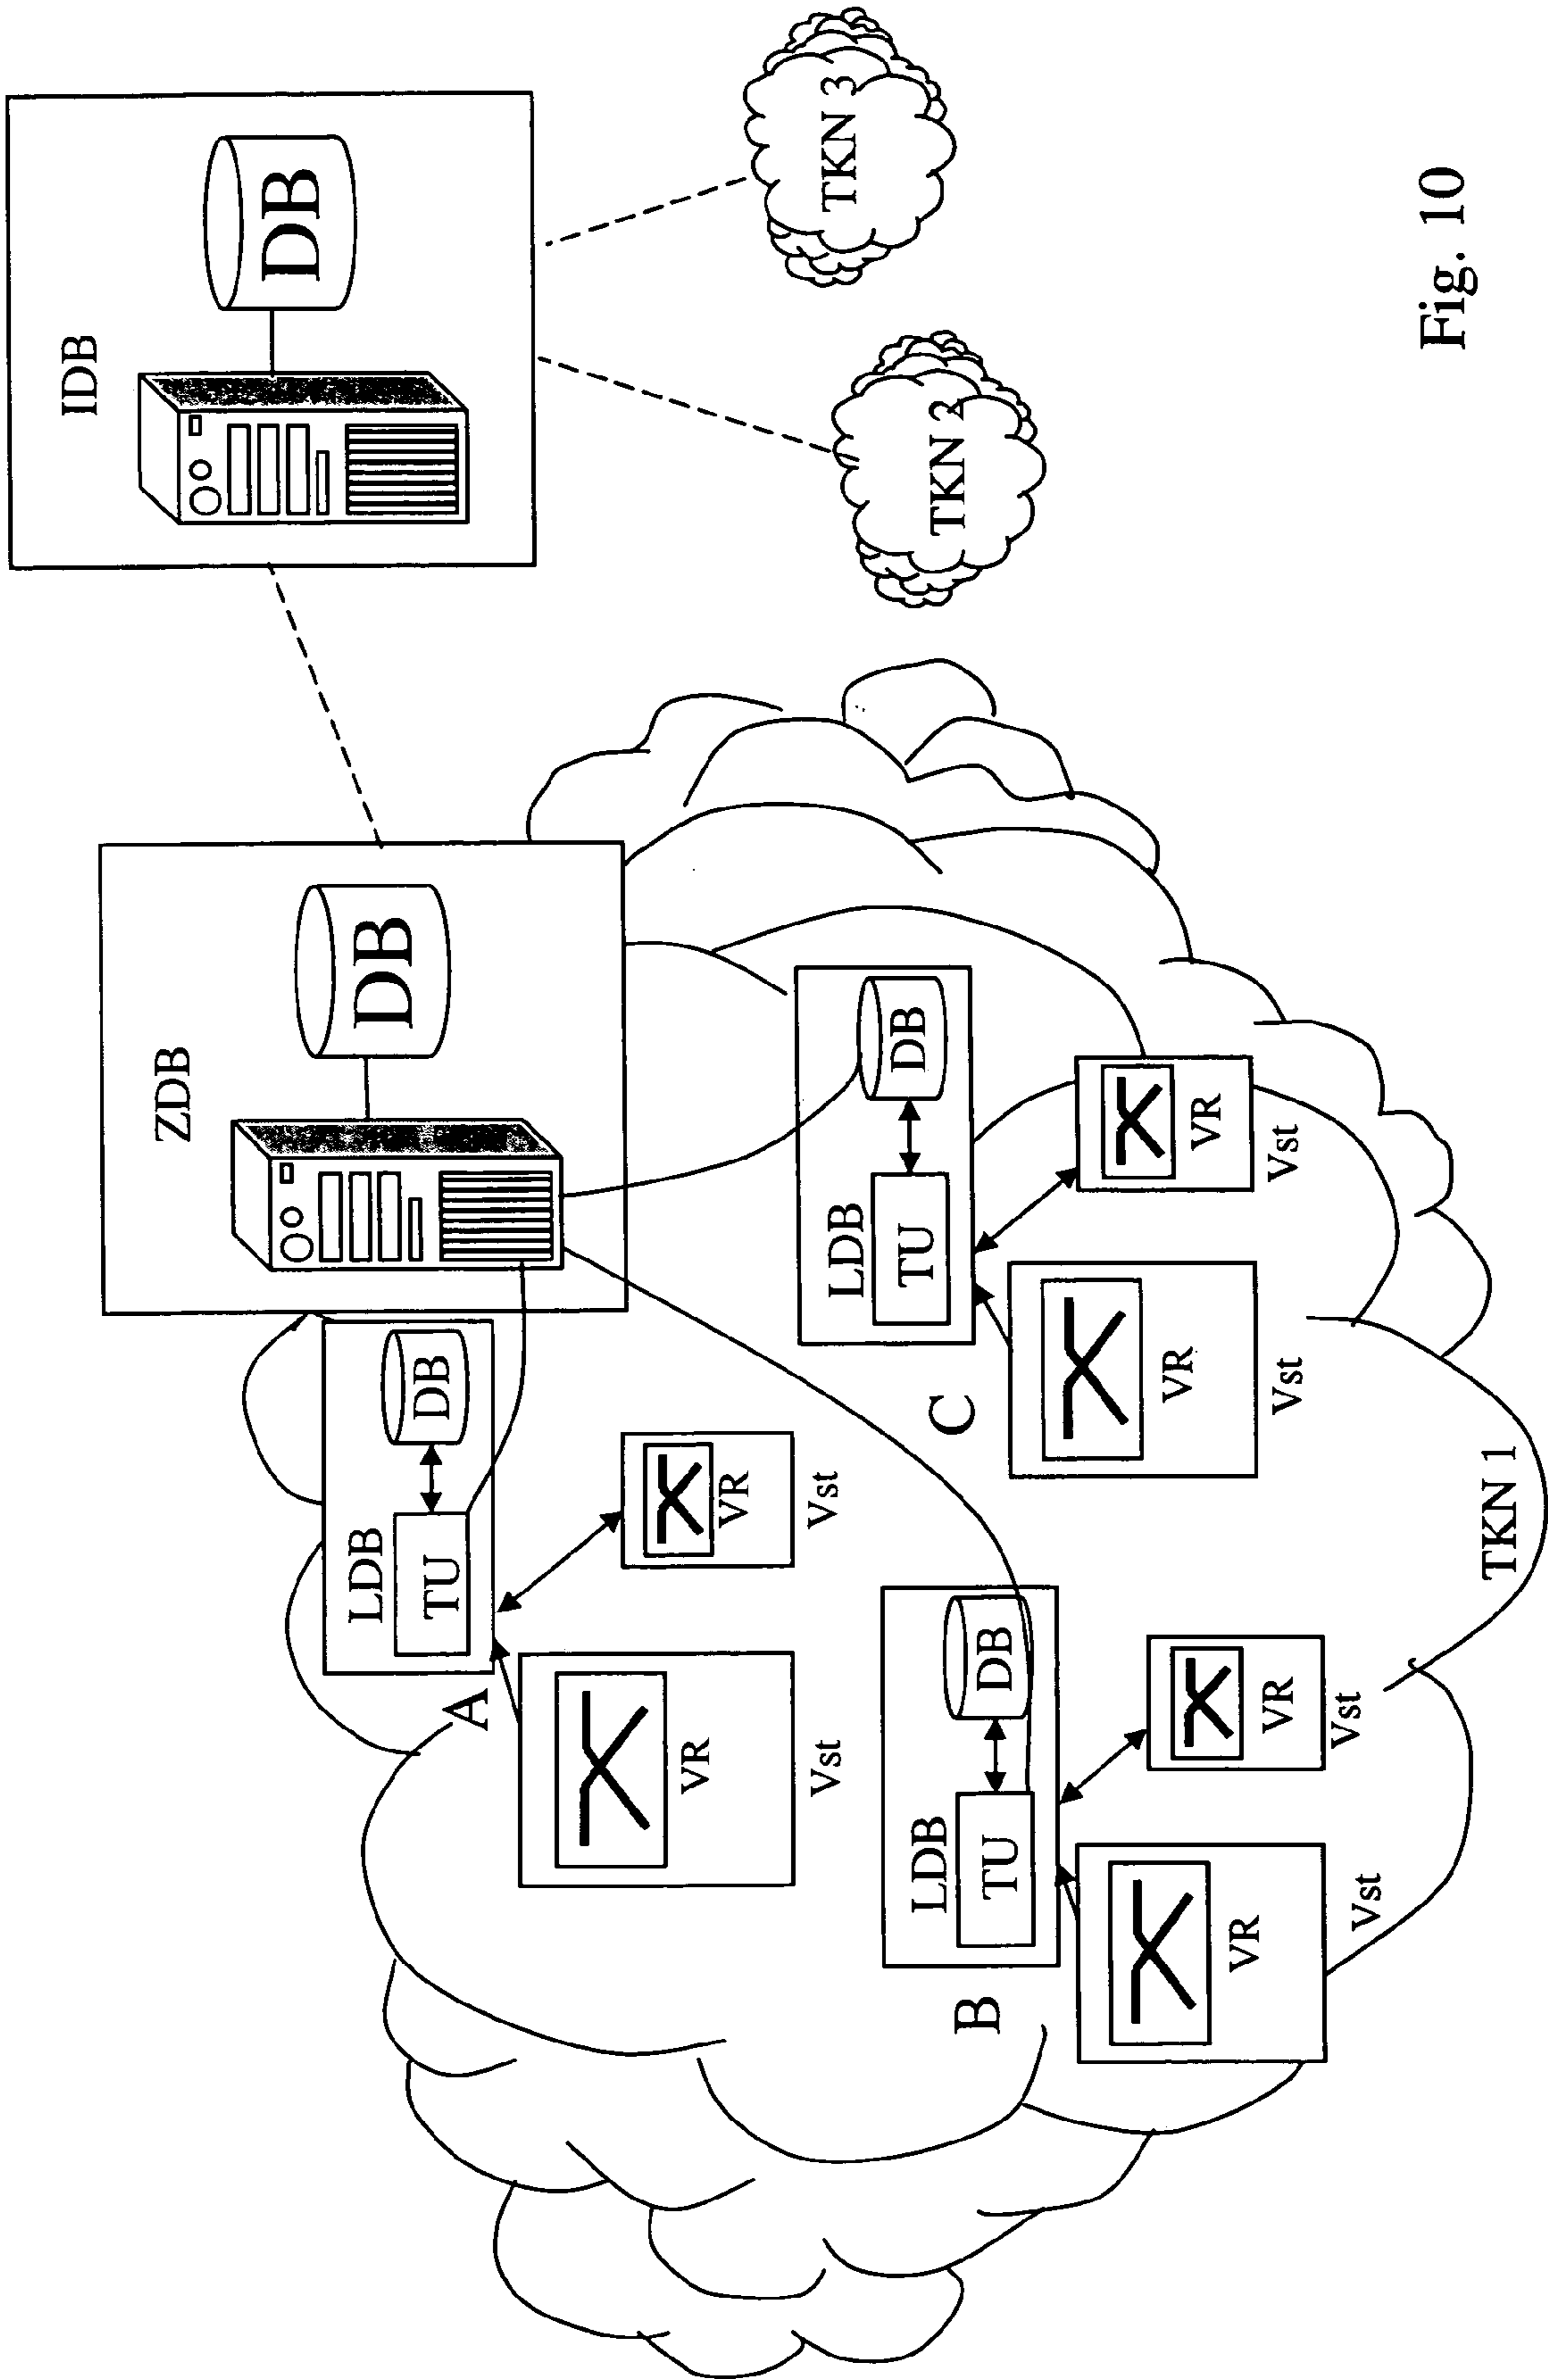 IDB
DB
ZDB
DB
TKN 3
TKN 2
LDB
TU
DB
A
VR
Vst
VR
Vst
LDB
TU
DB
C
VR
Vst
VR
Vst
LDB
TU
DB
B
VR
Vst
VR
Vst
TKN 1
Fig. 10